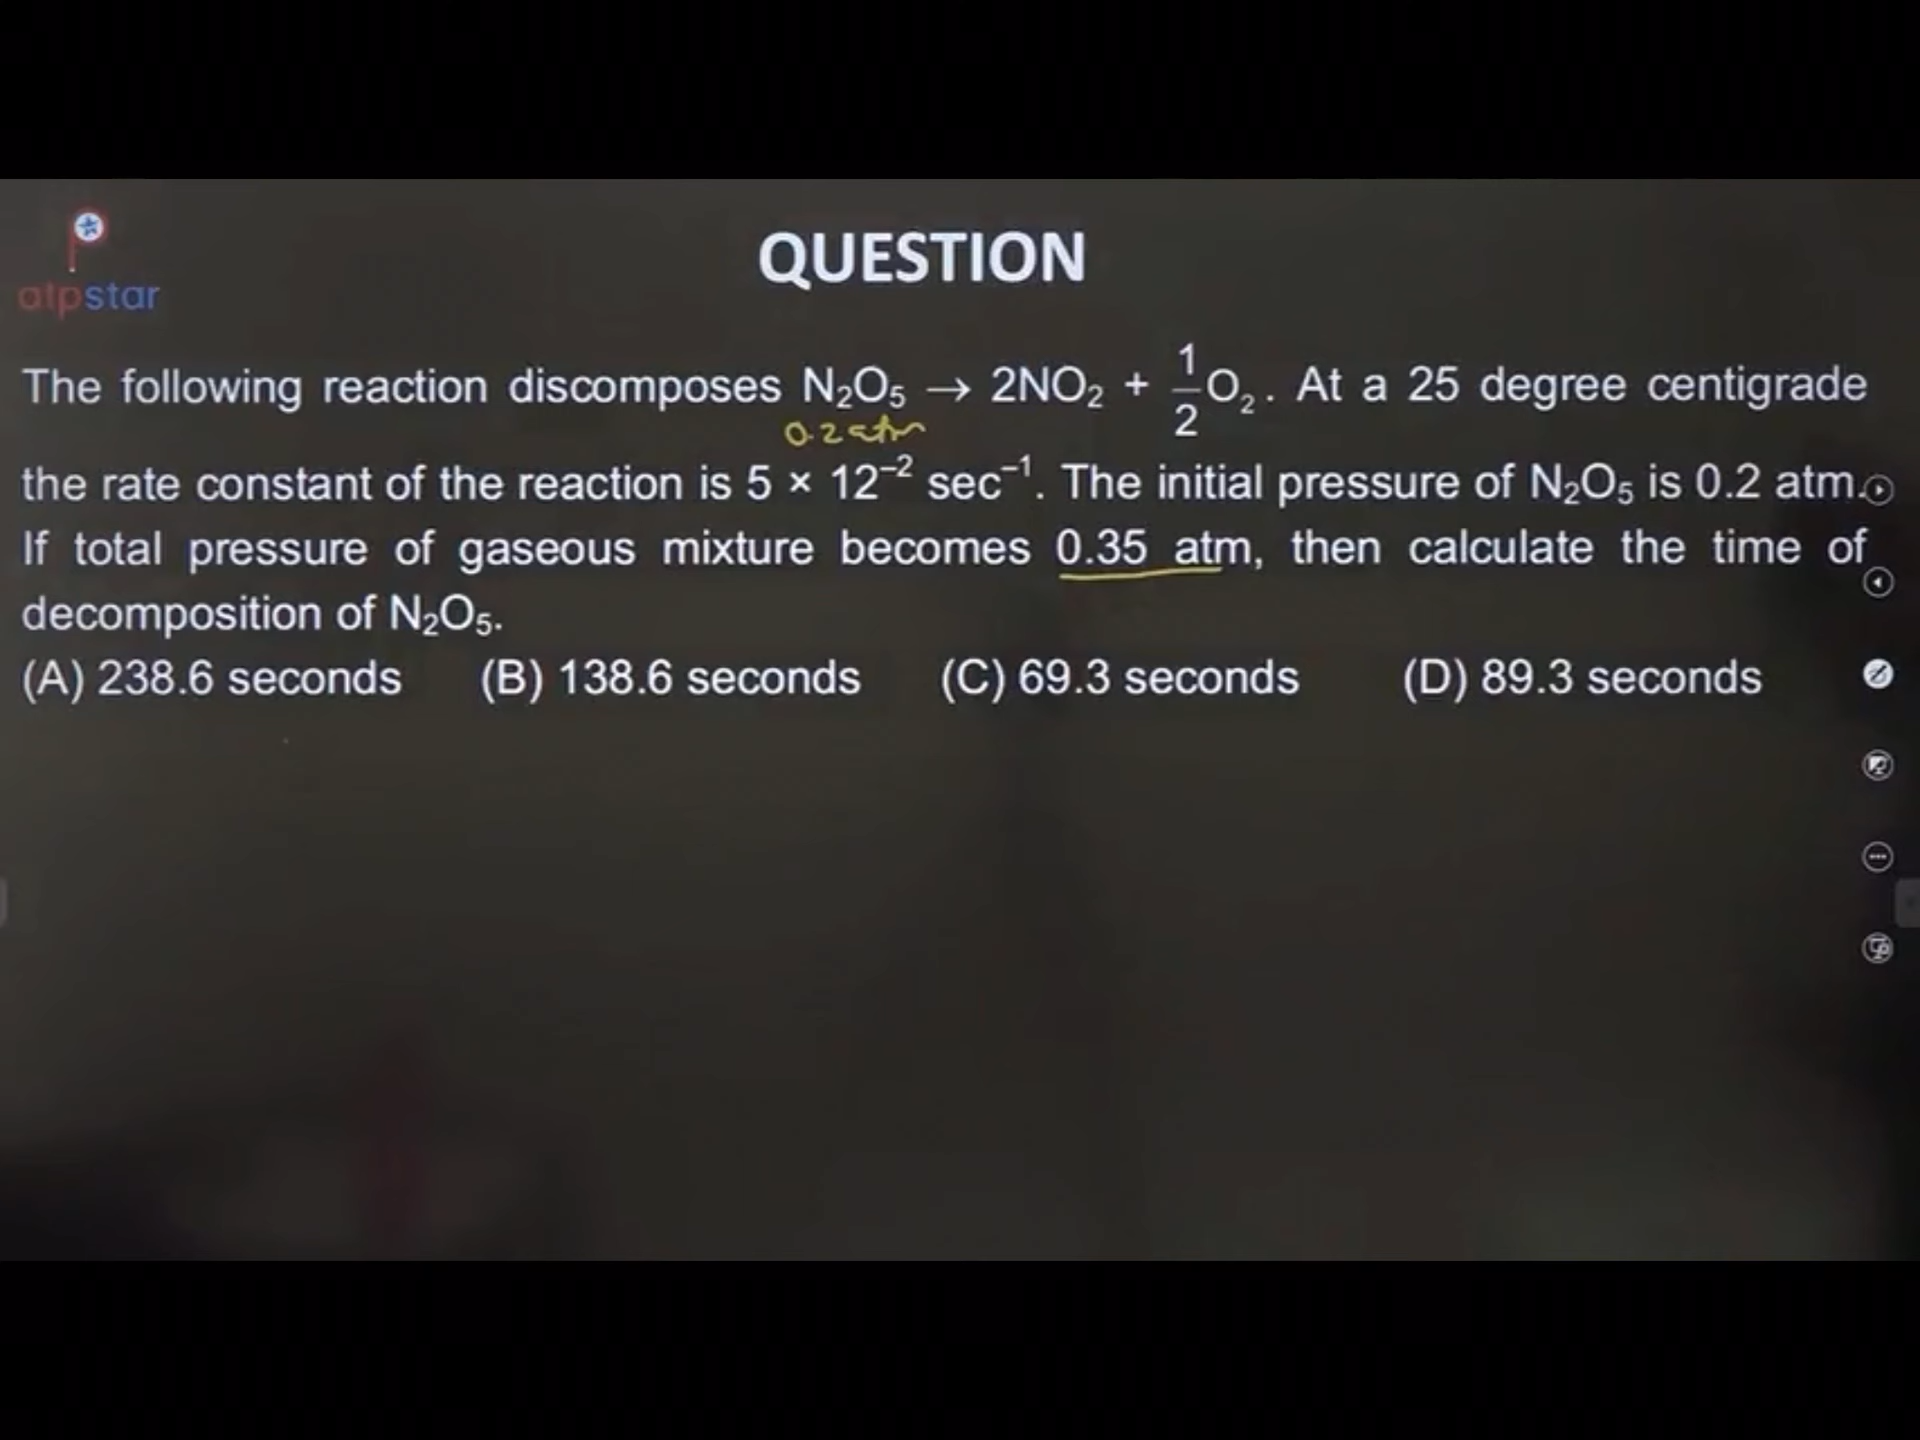 atpstar
QUESTION
The following reaction discomposes N₂O₅ → 2NO₂ + 1/2 O₂. At a 25 degree centigrade
0.2 atm
the rate constant of the reaction is 5 × 12⁻² sec⁻¹. The initial pressure of N₂O₅ is 0.2 atm.
If total pressure of gaseous mixture becomes 0.35 atm, then calculate the time of
decomposition of N₂O₅.
(A) 238.6 seconds (B) 138.6 seconds (C) 69.3 seconds (D) 89.3 seconds